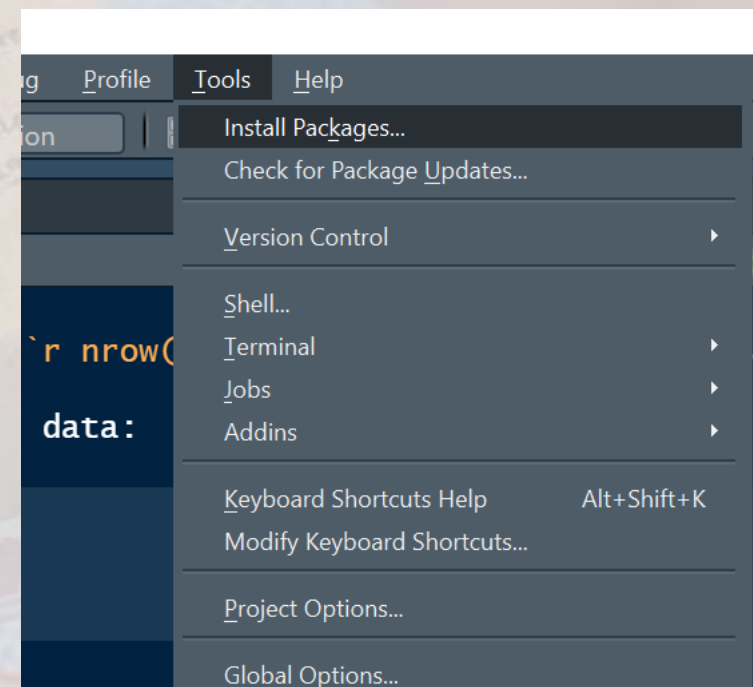 Profile Tools Help
Install Packages...
Check for Package Updates...
Version Control
Shell...
`r nrow(
Terminal
Jobs
data:
Addins
Keyboard Shortcuts Help Alt+Shift+K
Modify Keyboard Shortcuts...
Project Options...
Global Options...